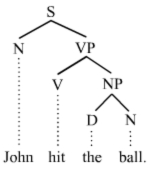 S
N VP
V NP
D N
John hit the ball.